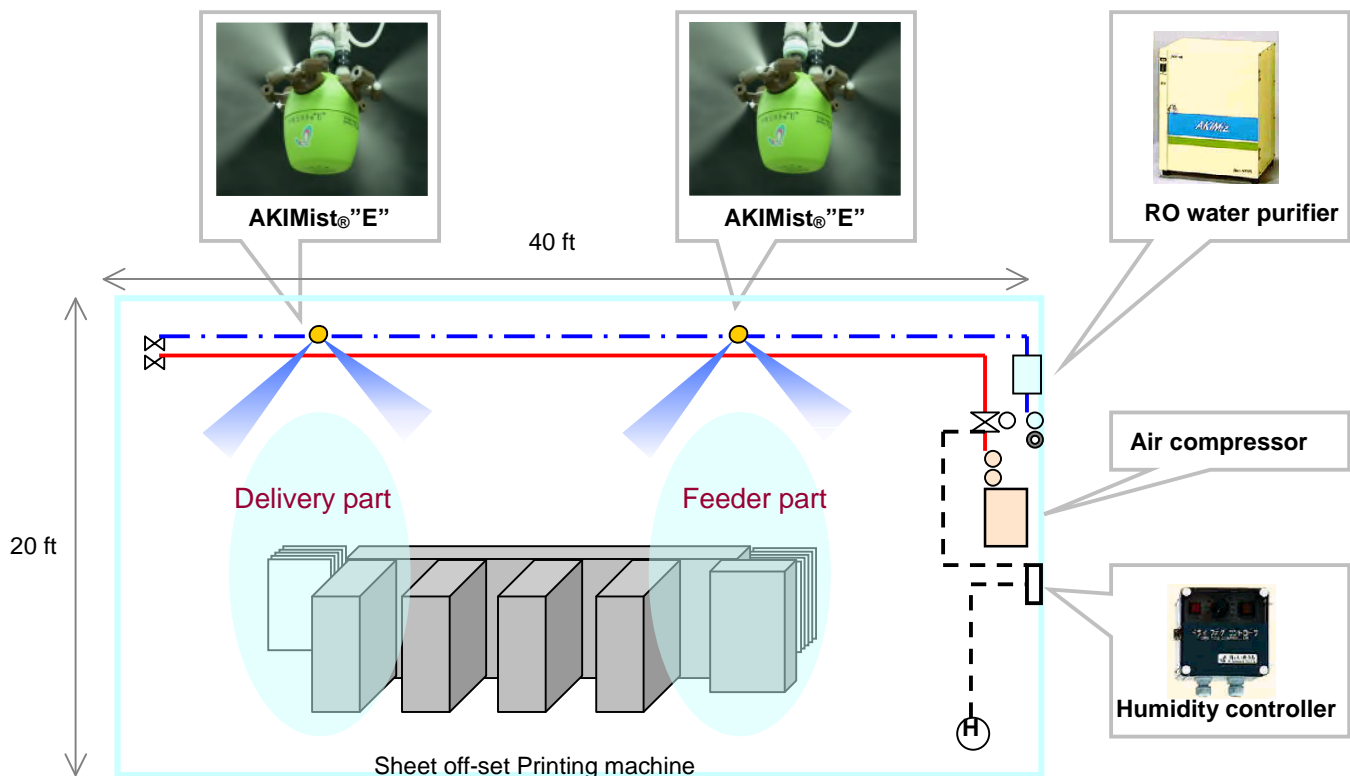 AKIMist®”E”
AKIMist®”E”
AKIMiz
RO water purifier
40 ft
Air compressor
Delivery part
Feeder part
20 ft
Humidity controller
H
Sheet off-set Printing machine